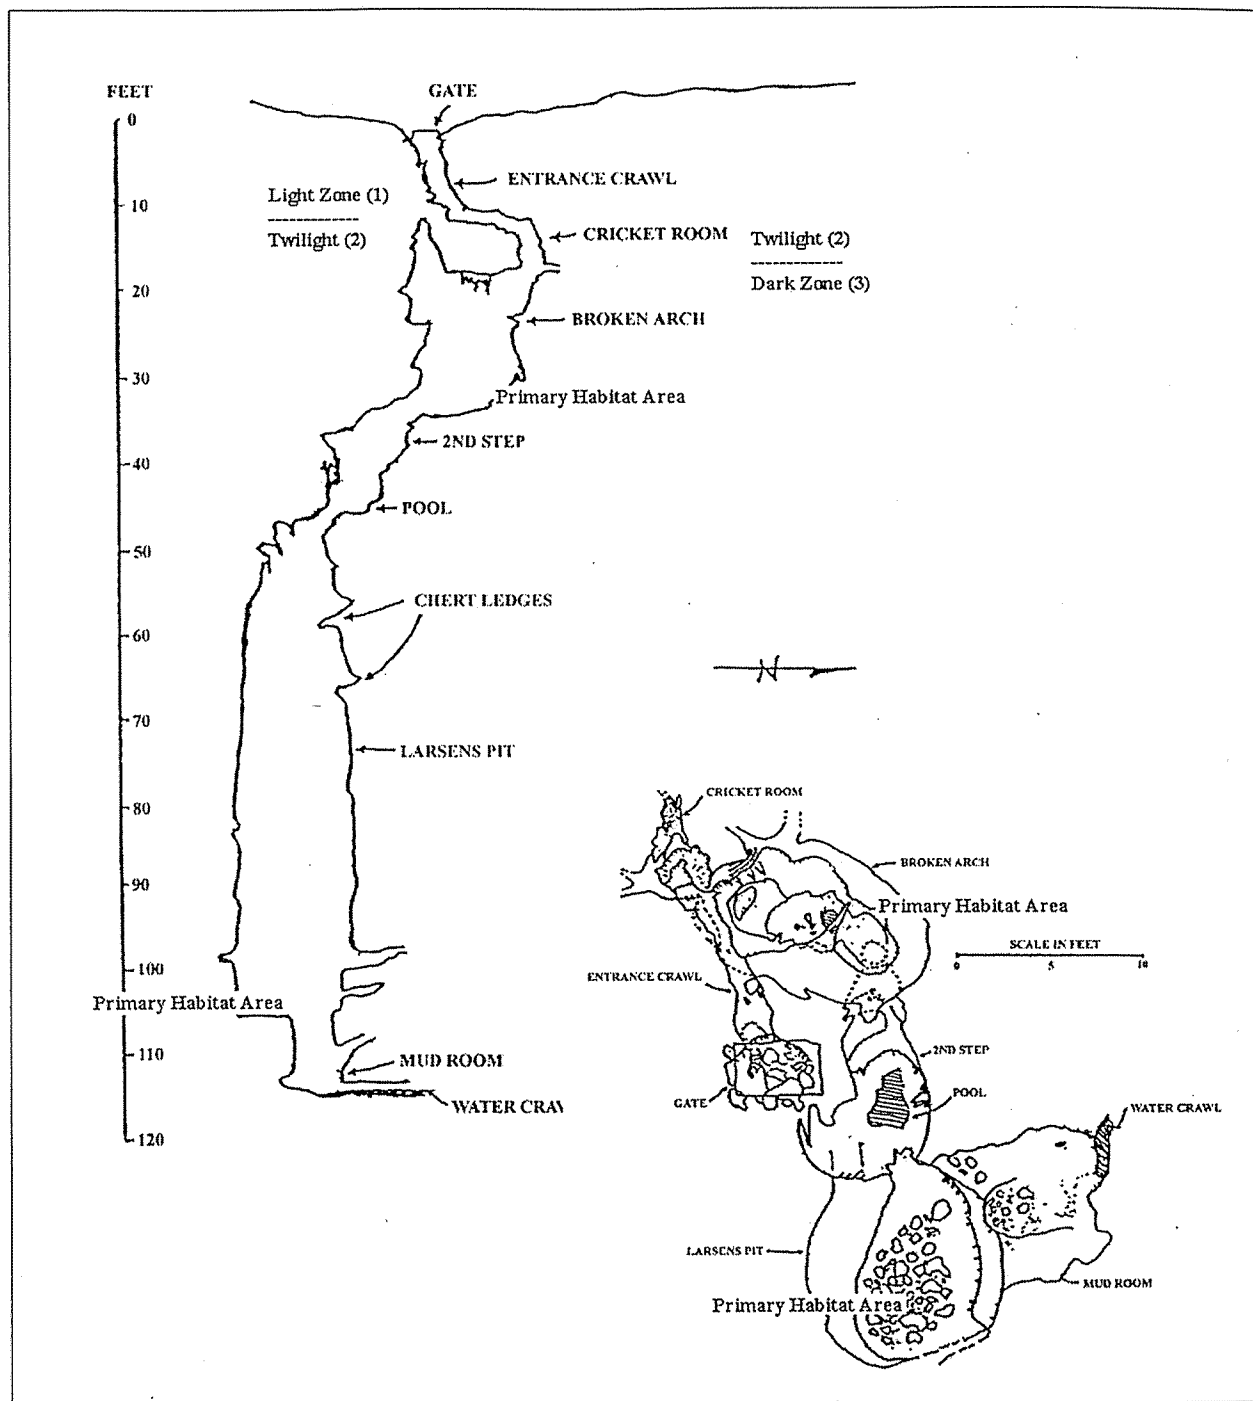 FEET
GATE
0
ENTRANCE CRAWL
Light Zone (1)
--------------
Twilight (2)
10
CRICKET ROOM
Twilight (2)
--------------
Dark Zone (3)
20
BROKEN ARCH
30
Primary Habitat Area
2ND STEP
40
POOL
50
CHERT LEDGES
60
N
70
LARSENS PIT
80
90
100
Primary Habitat Area
110
MUD ROOM
WATER CRAW
120
CRICKET ROOM
BROKEN ARCH
Primary Habitat Area
SCALE IN FEET
0 5 10
ENTRANCE CRAWL
2ND STEP
GATE
POOL
WATER CRAWL
LARSENS PIT
MUD ROOM
Primary Habitat Area